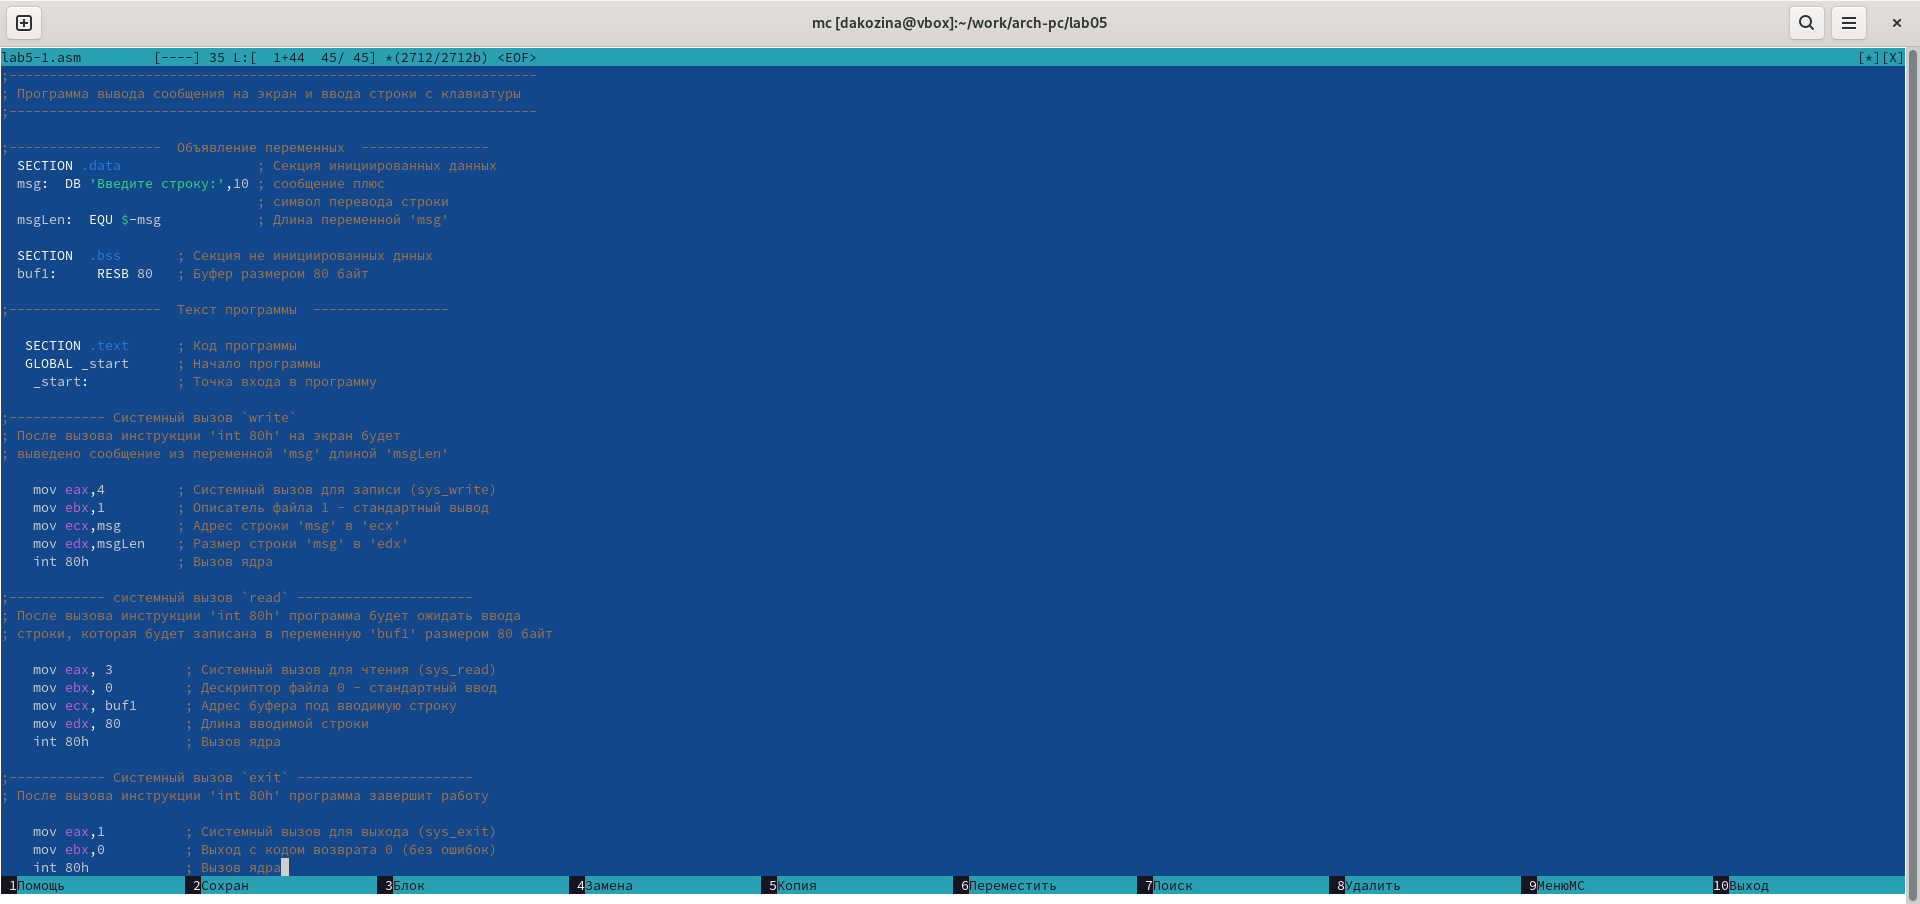 mc [dakozina@vbox]:~/work/arch-pc/lab05
lab5-1.asm         [----] 35 L:[  1+44  45/ 45] *(2712/2712b) <EOF>                    [*][X]
;------------------------------------------------------------------
; Программа вывода сообщения на экран и ввода строки с клавиатуры
;------------------------------------------------------------------
;-------------------  Объявление переменных  ----------------
  SECTION .data                 ; Секция инициированных данных
  msg:  DB 'Введите строку:',10 ; сообщение плюс
                                ; символ перевода строки
  msgLen:  EQU $-msg            ; Длина переменной 'msg'
  SECTION  .bss       ; Секция не инициированных днных
  buf1:     RESB 80   ; Буфер размером 80 байт
;-------------------  Текст программы  -----------------
   SECTION .text      ; Код программы
   GLOBAL _start      ; Начало программы
    _start:           ; Точка входа в программу
;------------ Системный вызов `write`
; После вызова инструкции 'int 80h' на экран будет
; выведено сообщение из переменной 'msg' длиной 'msgLen'
    mov eax,4         ; Системный вызов для записи (sys_write)
    mov ebx,1         ; Описатель файла 1 - стандартный вывод
    mov ecx,msg       ; Адрес строки 'msg' в 'ecx'
    mov edx,msgLen    ; Размер строки 'msg' в 'edx'
    int 80h           ; Вызов ядра
;------------ системный вызов `read` ----------------------
; После вызова инструкции 'int 80h' программа будет ожидать ввода
; строки, которая будет записана в переменную 'buf1' размером 80 байт
    mov eax, 3         ; Системный вызов для чтения (sys_read)
    mov ebx, 0         ; Дескриптор файла 0 - стандартный ввод
    mov ecx, buf1      ; Адрес буфера под вводимую строку
    mov edx, 80        ; Длина вводимой строки
    int 80h            ; Вызов ядра
;------------ Системный вызов `exit` ----------------------
; После вызова инструкции 'int 80h' программа завершит работу
    mov eax,1          ; Системный вызов для выхода (sys_exit)
    mov ebx,0          ; Выход с кодом возврата 0 (без ошибок)
    int 80h            ; Вызов ядра
1Помощь 2Сохран 3Блок 4Замена 5Копия 6Переместить 7Поиск 8Удалить 9МенюMC 10Выход